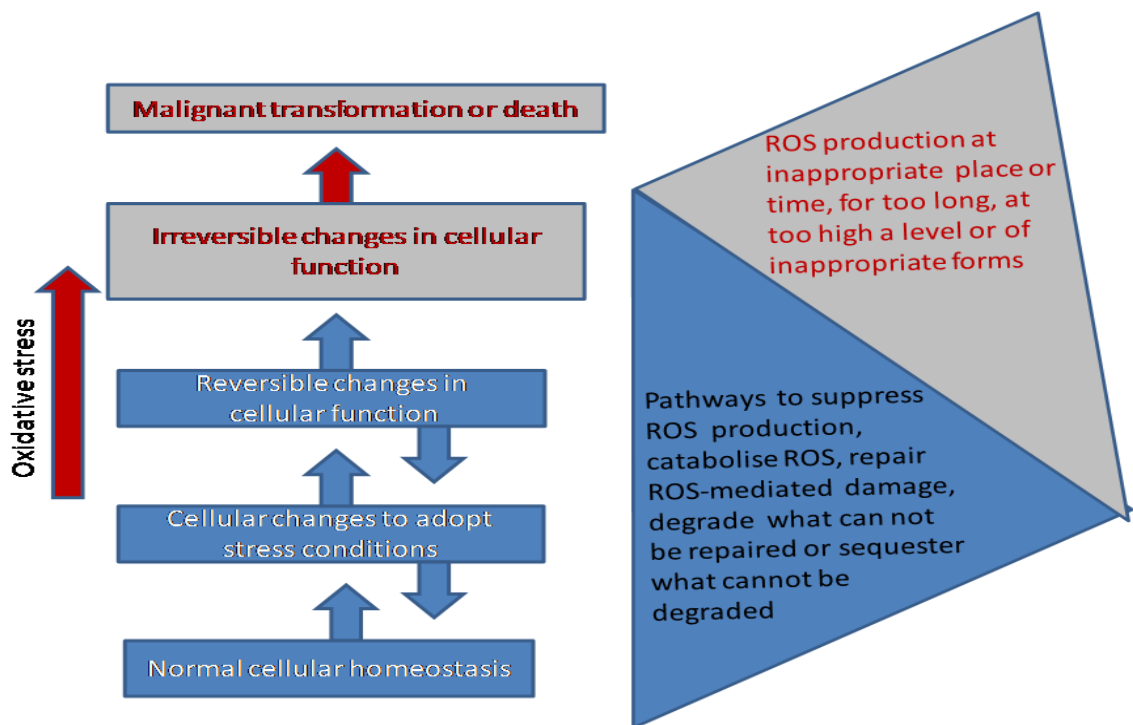 Malignant transformation or death
Irreversible changes in cellular
function
Oxidative stress
Reversible changes in
cellular function
Cellular changes to adopt
stress conditions
Normal cellular homeostasis
ROS production at
inappropriate place or
time, for too long, at
too high a level or of
inappropriate forms
Pathways to suppress
ROS production,
catabolise ROS, repair
ROS-mediated damage,
degrade what can not
be repaired or sequester
what cannot be
degraded